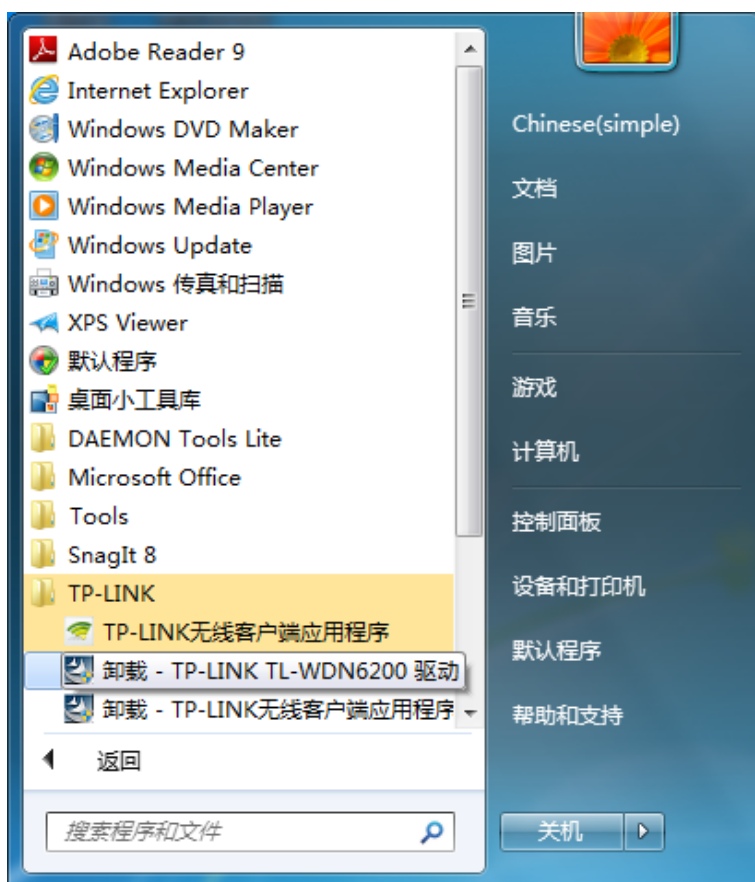 Adobe Reader 9
Internet Explorer
Windows DVD Maker
Windows Media Center
Windows Media Player
Windows Update
Windows 传真和扫描
XPS Viewer
默认程序
桌面小工具库
DAEMON Tools Lite
Microsoft Office
Tools
SnagIt 8
TP-LINK
TP-LINK无线客户端应用程序
卸载 - TP-LINK TL-WDN6200 驱动
卸载 - TP-LINK无线客户端应用程序
返回
搜索程序和文件
Chinese(simple)
文档
图片
音乐
游戏
计算机
控制面板
设备和打印机
默认程序
帮助和支持
关机